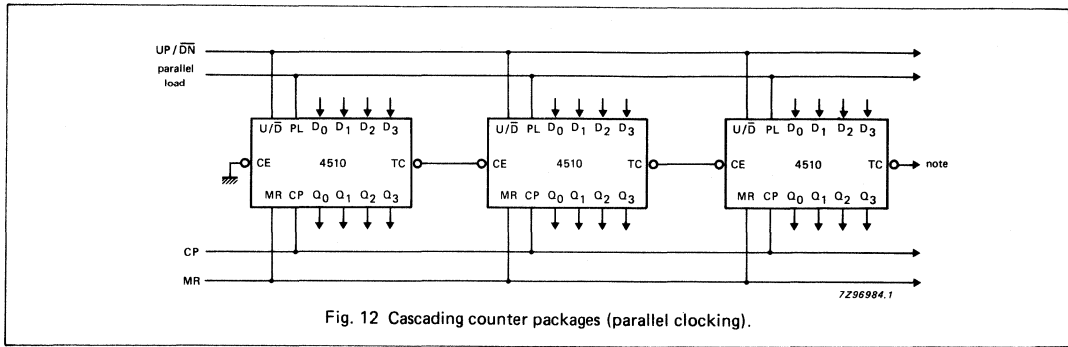 UP/D̅N̅
parallel
load
U/D̅ PL D0 D1 D2 D3
CE 4510 TC
MR CP Q0 Q1 Q2 Q3
U/D̅ PL D0 D1 D2 D3
CE 4510 TC
MR CP Q0 Q1 Q2 Q3
U/D̅ PL D0 D1 D2 D3
CE 4510 TC
MR CP Q0 Q1 Q2 Q3
note
CP
MR
7Z96984.1
Fig. 12 Cascading counter packages (parallel clocking).